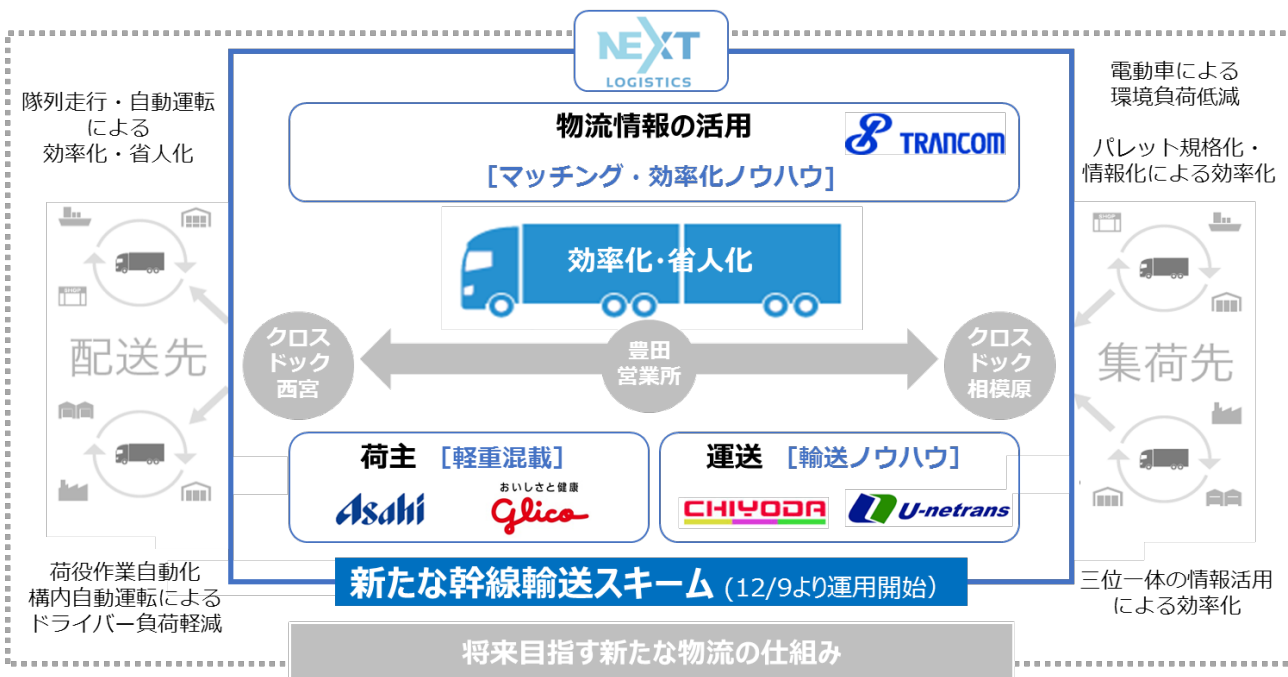 NEXT
LOGISTICS
隊列走行・自動運転
による
効率化・省人化
電動車による
環境負荷低減
パレット規格化・
情報化による効率化
物流情報の活用
TRANCOM
[マッチング・効率化ノウハウ]
効率化・省人化
SHOP
SHOP
配送先
クロス
ドック
西宮
豊田
営業所
クロス
ドック
相模原
集荷先
荷主 [軽重混載]
Asahi
おいしさと健康
Glico
運送 [輸送ノウハウ]
CHIYODA
U-netrans
荷役作業自動化
構内自動運転による
ドライバー負荷軽減
新たな幹線輸送スキーム (12/9より運用開始)
三位一体の情報活用
による効率化
将来目指す新たな物流の仕組み